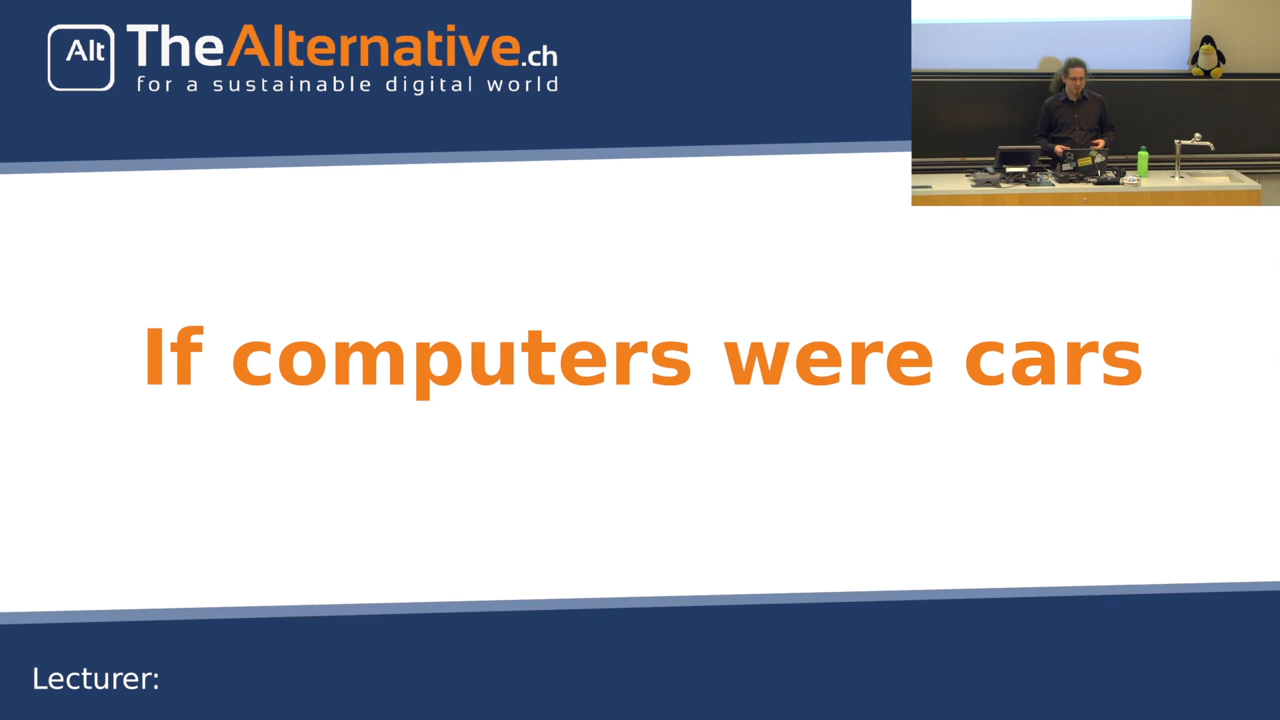 Alt TheAlternative.ch
for a sustainable digital world
If computers were cars
Lecturer: